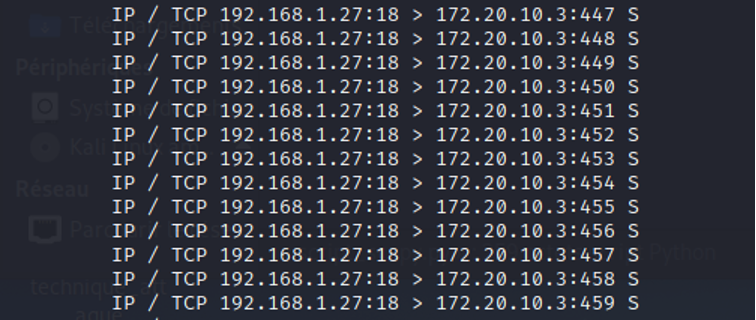 IP / TCP 192.168.1.27:18 > 172.20.10.3:447 S
IP / TCP 192.168.1.27:18 > 172.20.10.3:448 S
IP / TCP 192.168.1.27:18 > 172.20.10.3:449 S
IP / TCP 192.168.1.27:18 > 172.20.10.3:450 S
IP / TCP 192.168.1.27:18 > 172.20.10.3:451 S
IP / TCP 192.168.1.27:18 > 172.20.10.3:452 S
IP / TCP 192.168.1.27:18 > 172.20.10.3:453 S
IP / TCP 192.168.1.27:18 > 172.20.10.3:454 S
IP / TCP 192.168.1.27:18 > 172.20.10.3:455 S
IP / TCP 192.168.1.27:18 > 172.20.10.3:456 S
IP / TCP 192.168.1.27:18 > 172.20.10.3:457 S
IP / TCP 192.168.1.27:18 > 172.20.10.3:458 S
IP / TCP 192.168.1.27:18 > 172.20.10.3:459 S
Périphériques
Kali
Réseau
Python
technique